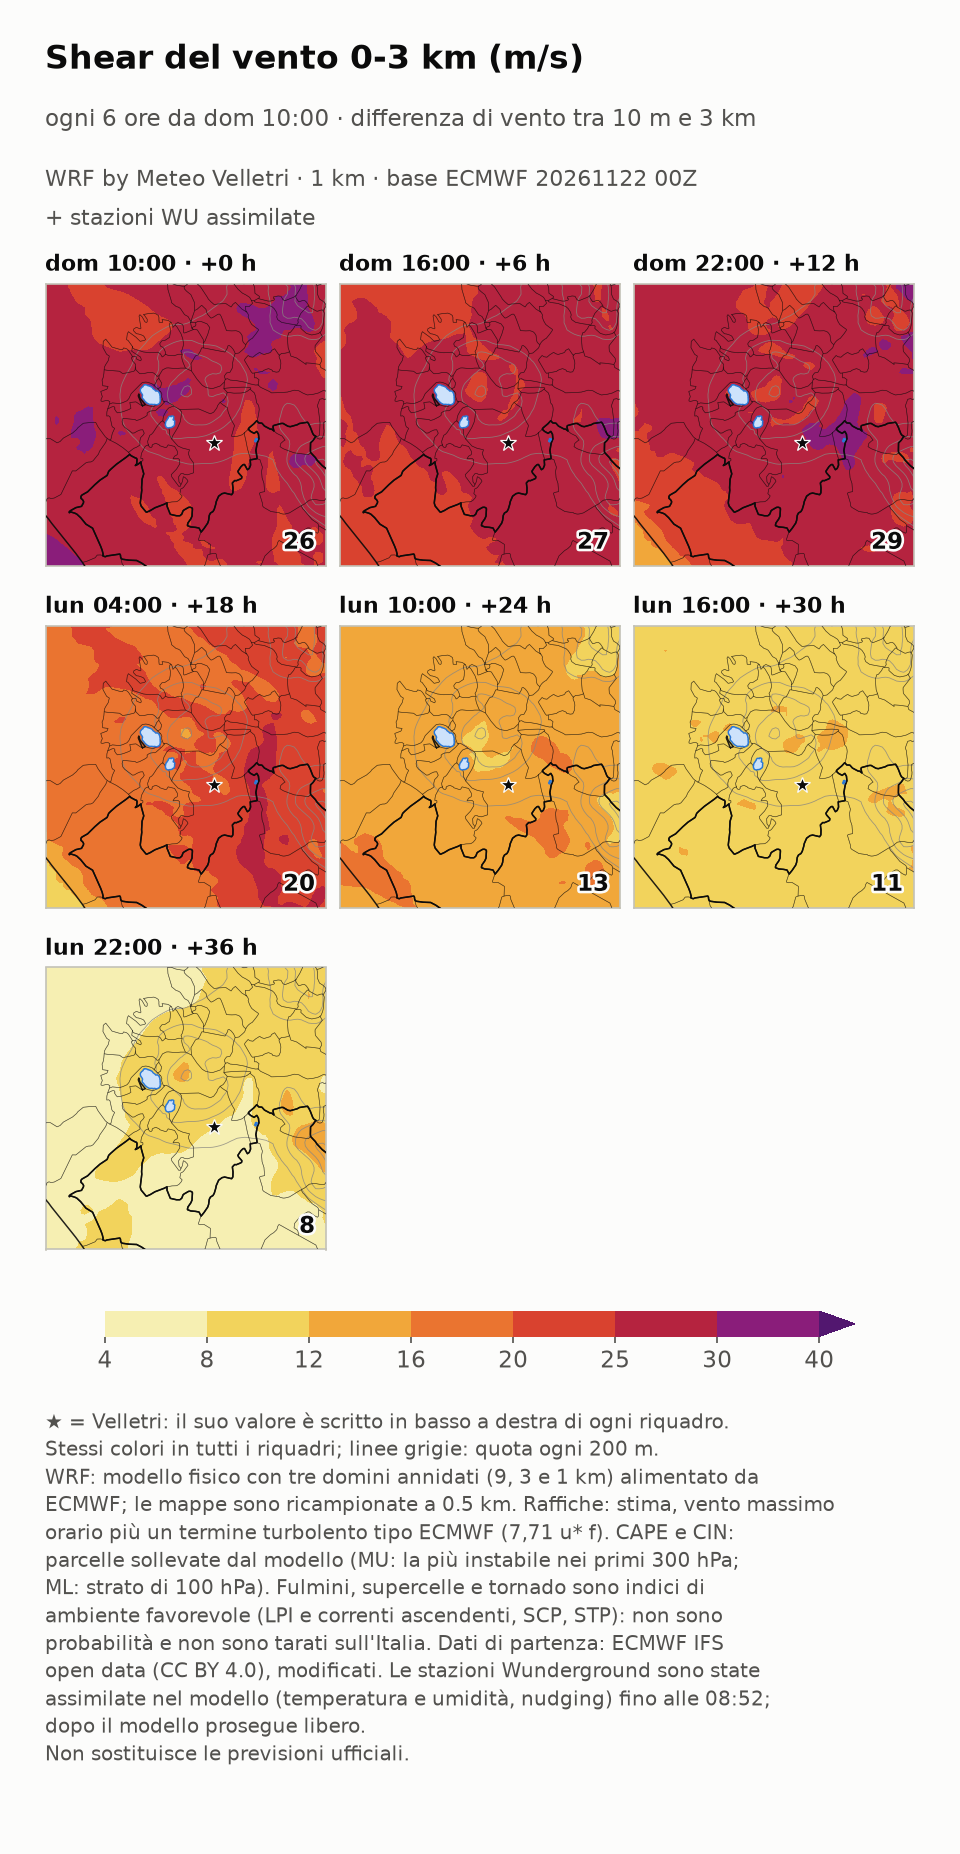 Shear del vento 0-3 km (m/s)
ogni 6 ore da dom 10:00 · differenza di vento tra 10 m e 3 km
WRF by Meteo Velletri · 1 km · base ECMWF 20261122 00Z
+ stazioni WU assimilate
dom 10:00 · +0 h
dom 16:00 · +6 h
dom 22:00 · +12 h
26
27
29
lun 04:00 · +18 h
lun 10:00 · +24 h
lun 16:00 · +30 h
20
13
11
lun 22:00 · +36 h
8
4 8 12 16 20 25 30 40
★ = Velletri: il suo valore è scritto in basso a destra di ogni riquadro.
Stessi colori in tutti i riquadri; linee grigie: quota ogni 200 m.
WRF: modello fisico con tre domini annidati (9, 3 e 1 km) alimentato da
ECMWF; le mappe sono ricampionate a 0.5 km. Raffiche: stima, vento massimo
orario più un termine turbolento tipo ECMWF (7,71 u* f). CAPE e CIN:
parcelle sollevate dal modello (MU: la più instabile nei primi 300 hPa;
ML: strato di 100 hPa). Fulmini, supercelle e tornado sono indici di
ambiente favorevole (LPI e correnti ascendenti, SCP, STP): non sono
probabilità e non sono tarati sull'Italia. Dati di partenza: ECMWF IFS
open data (CC BY 4.0), modificati. Le stazioni Wunderground sono state
assimilate nel modello (temperatura e umidità, nudging) fino alle 08:52;
dopo il modello prosegue libero.
Non sostituisce le previsioni ufficiali.